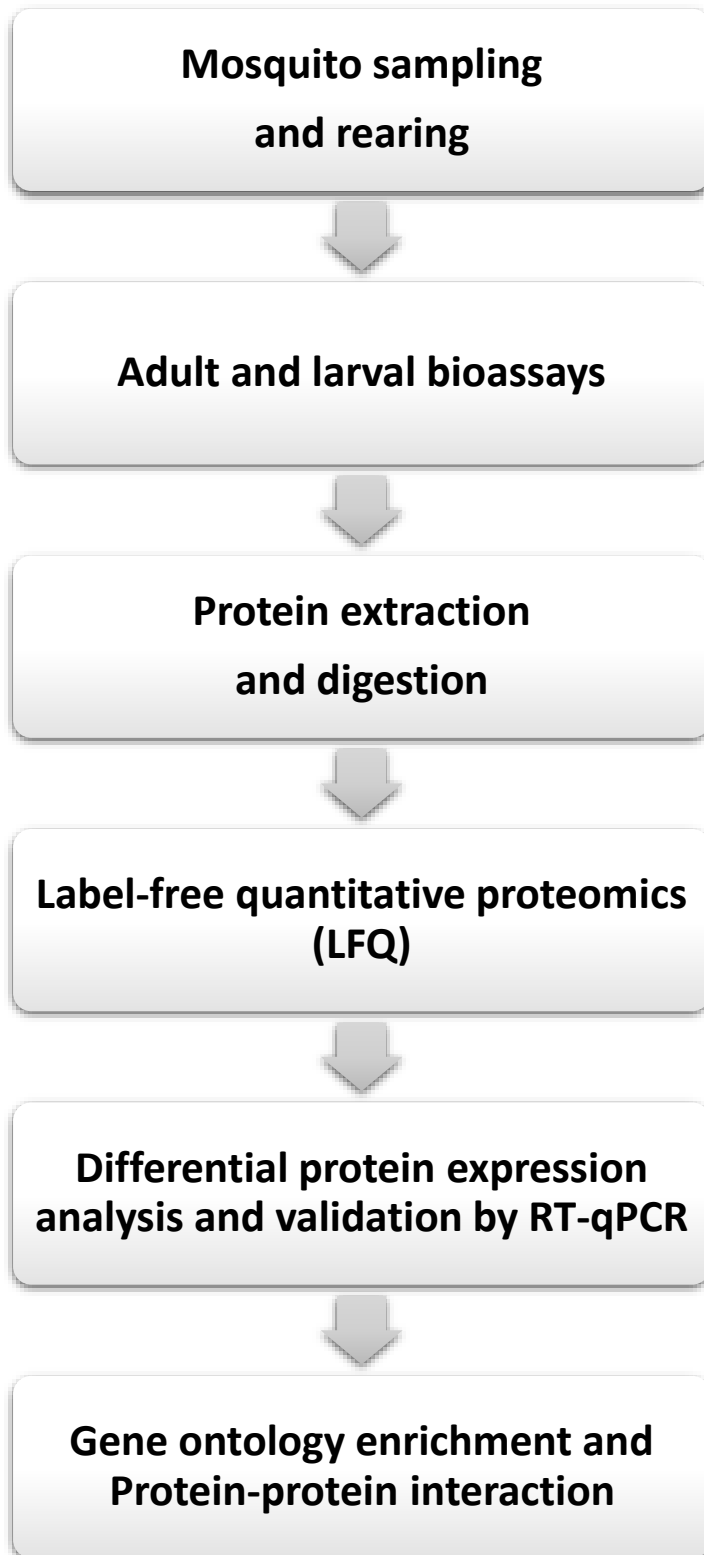 Mosquito sampling
and rearing
Adult and larval bioassays
Protein extraction
and digestion
Label-free quantitative proteomics
(LFQ)
Differential protein expression
analysis and validation by RT-qPCR
Gene ontology enrichment and
Protein-protein interaction